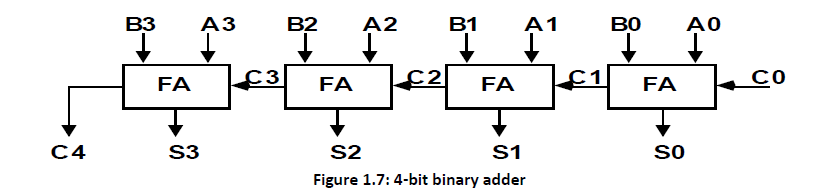 B3 A3 B2 A2 B1 A1 B0 A0
FA C3 FA C2 FA C1 FA C0
C4 S3 S2 S1 S0
Figure 1.7: 4-bit binary adder